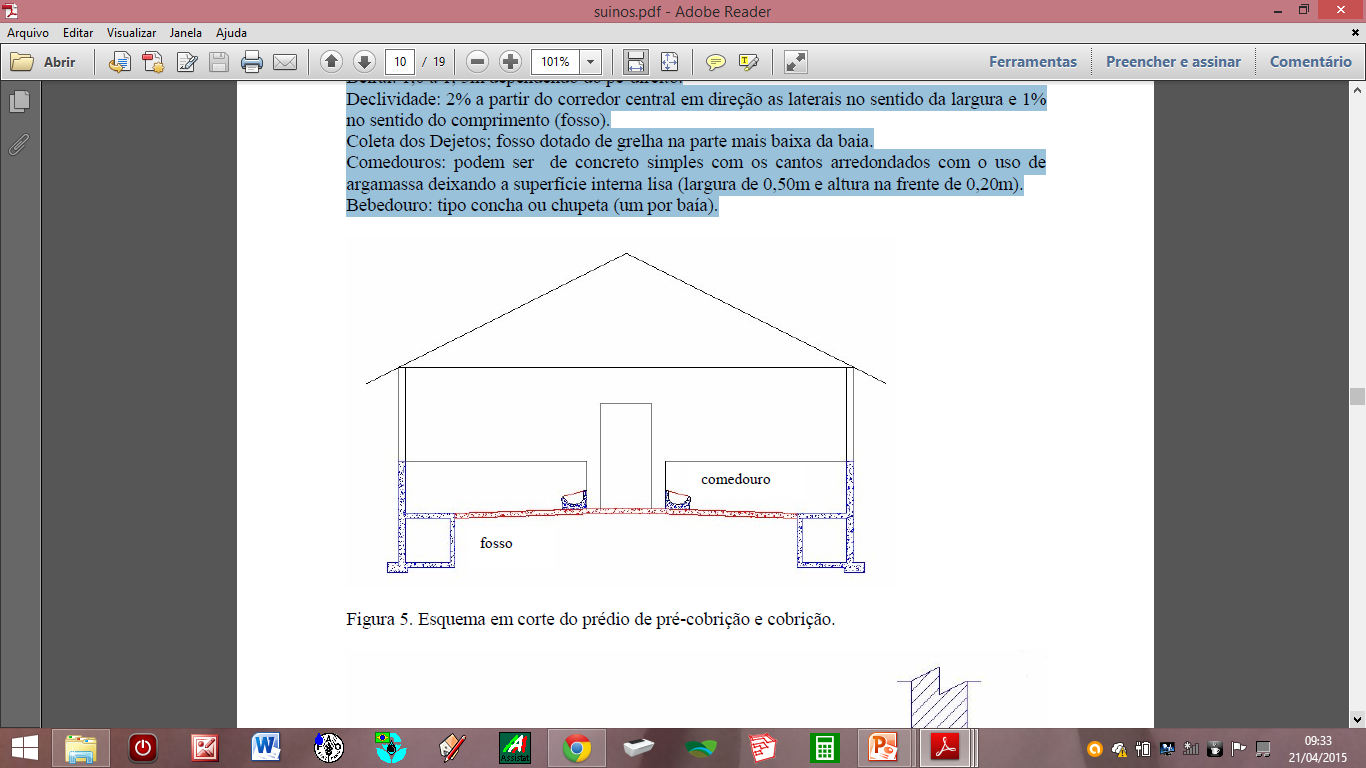 suinos.pdf - Adobe Reader
Arquivo Editar Visualizar Janela Ajuda
Abrir 10 / 19 101% Ferramentas Preencher e assinar Comentário
Declividade: 2% a partir do corredor central em direção as laterais no sentido da largura e 1%
no sentido do comprimento (fosso).
Coleta dos Dejetos; fosso dotado de grelha na parte mais baixa da baia.
Comedouros: podem ser de concreto simples com os cantos arredondados com o uso de
argamassa deixando a superfície interna lisa (largura de 0,50m e altura na frente de 0,20m).
Bebedouro: tipo concha ou chupeta (um por baía).
comedouro
fosso
Figura 5. Esquema em corte do prédio de pré-cobrição e cobrição.
Assistat
09:33
21/04/2015